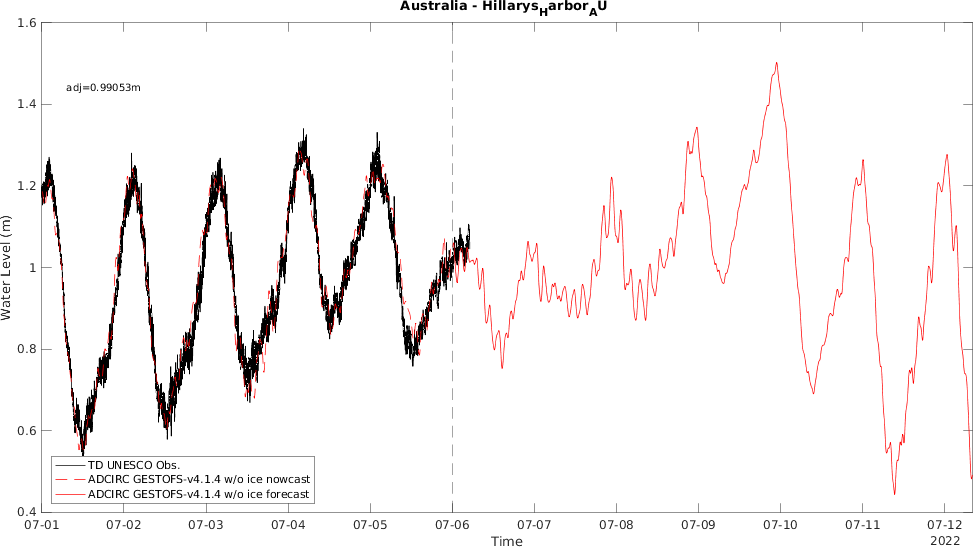 Australia - Hillarys_Harbor_AU
1.6
adj=0.99053m
1.4
1.2
1
0.8
0.6
0.4
Water Level (m)
TD UNESCO Obs.
ADCIRC GESTOFS-v4.1.4 w/o ice nowcast
ADCIRC GESTOFS-v4.1.4 w/o ice forecast
07-01 07-02 07-03 07-04 07-05 07-06 07-07 07-08 07-09 07-10 07-11 07-12
Time
2022